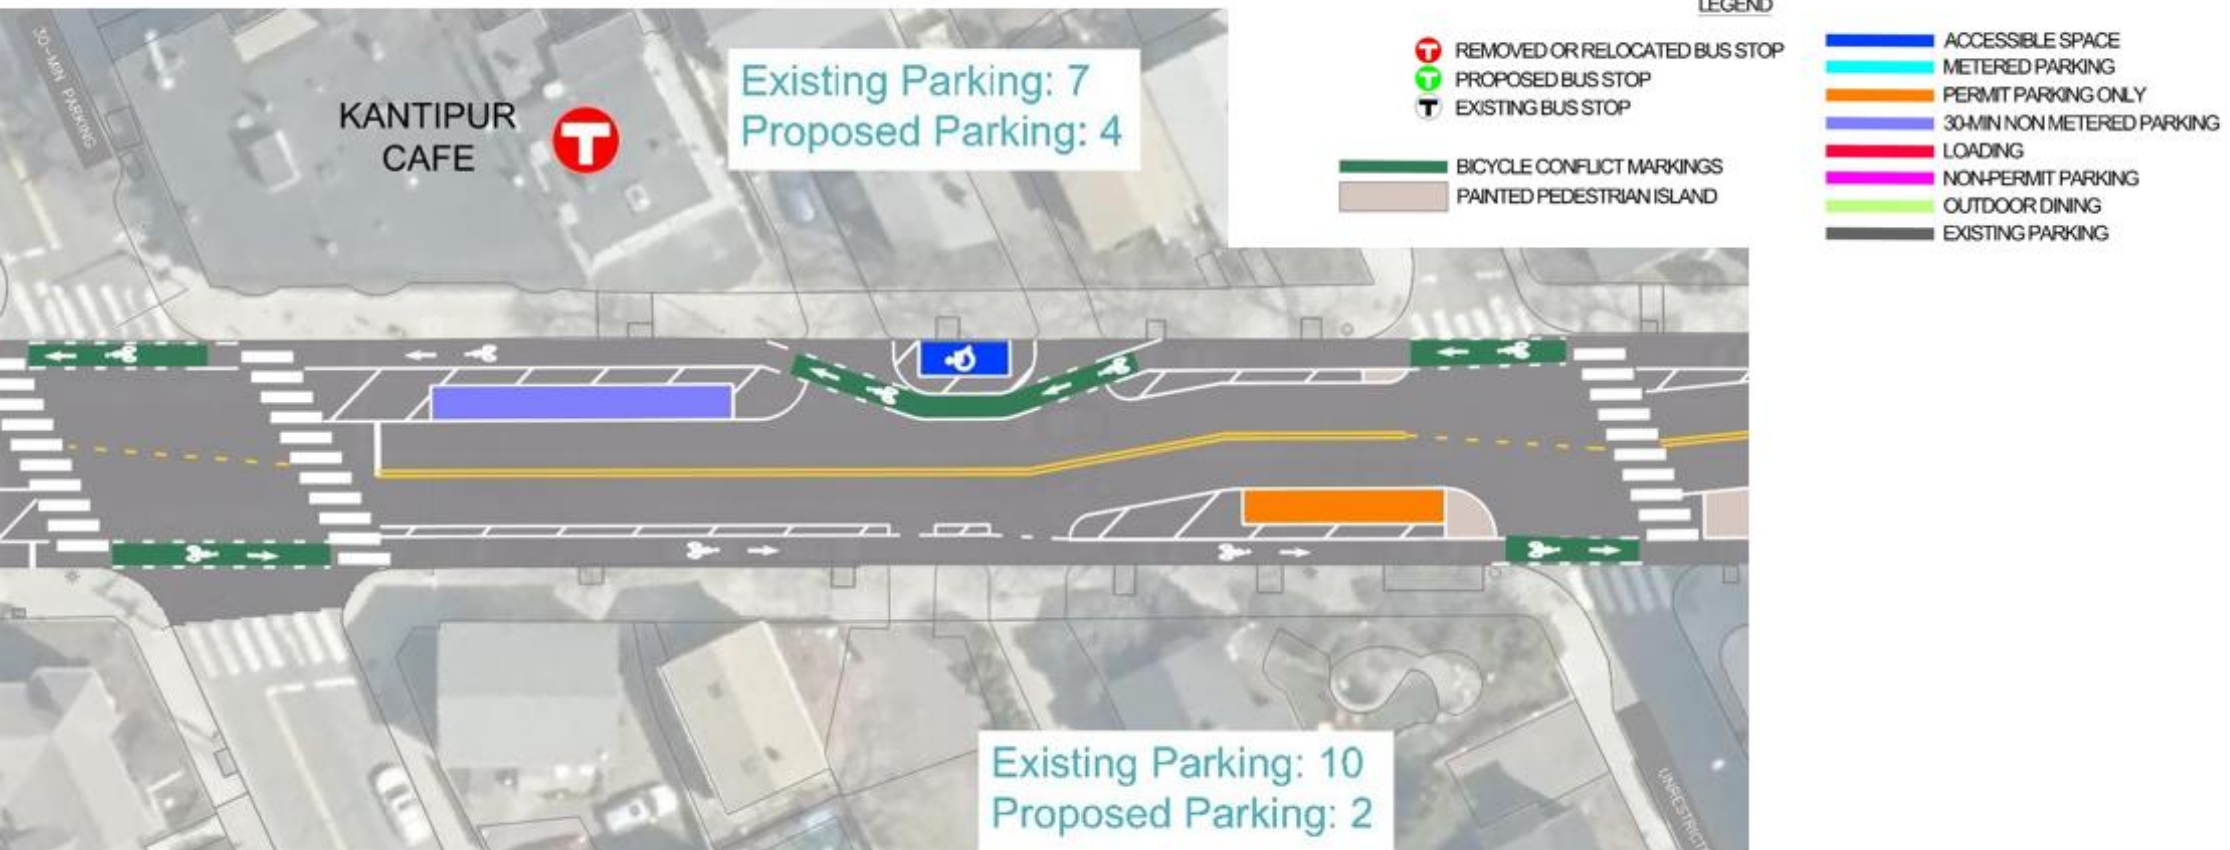 LEGEND
30-MIN PARKING
KANTIPUR
CAFE
T
Existing Parking: 7
Proposed Parking: 4
T REMOVED OR RELOCATED BUS STOP
T PROPOSED BUS STOP
T EXISTING BUS STOP
BICYCLE CONFLICT MARKINGS
PAINTED PEDESTRIAN ISLAND
ACCESSIBLE SPACE
METERED PARKING
PERMIT PARKING ONLY
30-MIN NON METERED PARKING
LOADING
NON-PERMIT PARKING
OUTDOOR DINING
EXISTING PARKING
Existing Parking: 10
Proposed Parking: 2